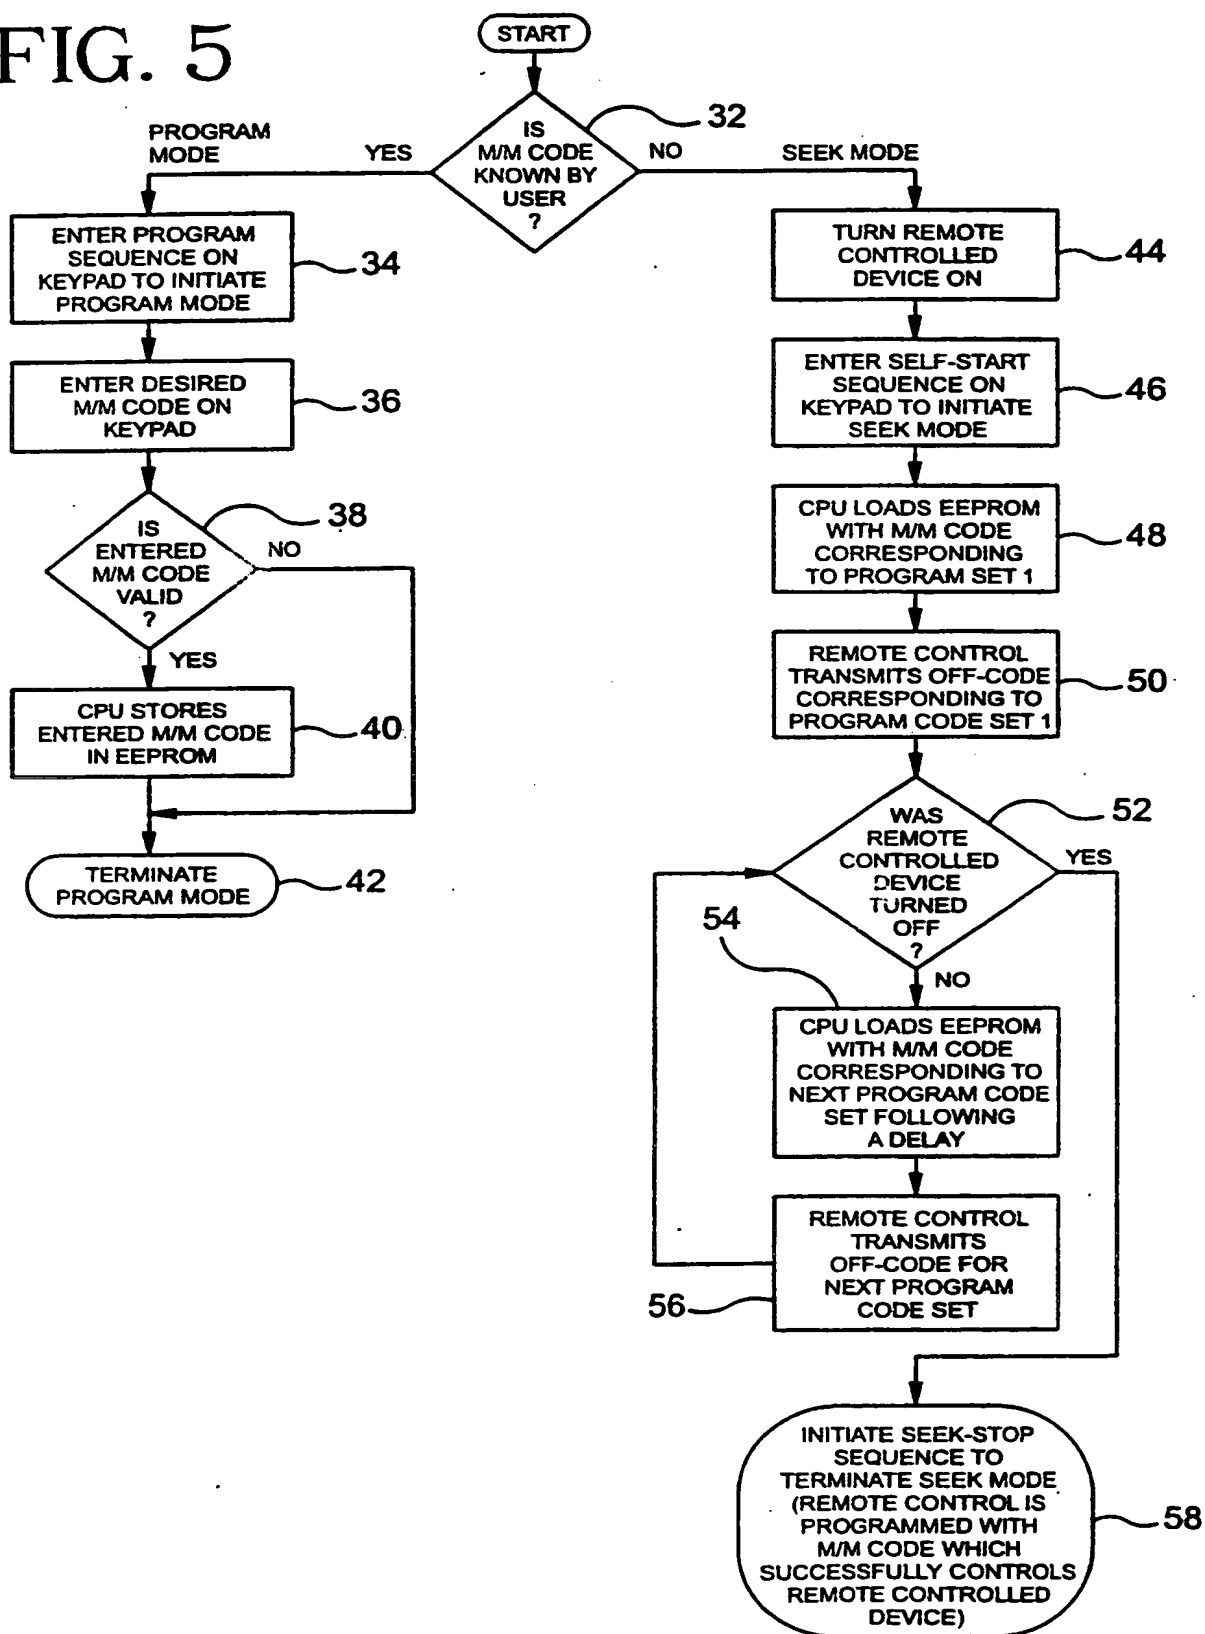 FIG. 5
START
IS
M/M CODE
KNOWN BY
USER
?
32
PROGRAM
MODE
YES
NO
SEEK MODE
ENTER PROGRAM
SEQUENCE ON
KEYPAD TO INITIATE
PROGRAM MODE
34
ENTER DESIRED
M/M CODE ON
KEYPAD
36
IS
ENTERED
M/M CODE
VALID
?
38
NO
YES
CPU STORES
ENTERED M/M CODE
IN EEPROM
40
TERMINATE
PROGRAM MODE
42
TURN REMOTE
CONTROLLED
DEVICE ON
44
ENTER SELF-START
SEQUENCE ON
KEYPAD TO INITIATE
SEEK MODE
46
CPU LOADS EEPROM
WITH M/M CODE
CORRESPONDING
TO PROGRAM SET 1
48
REMOTE CONTROL
TRANSMITS OFF-CODE
CORRESPONDING TO
PROGRAM CODE SET 1
50
WAS
REMOTE
CONTROLLED
DEVICE
TURNED
OFF
?
52
YES
NO
54
CPU LOADS EEPROM
WITH M/M CODE
CORRESPONDING TO
NEXT PROGRAM CODE
SET FOLLOWING
A DELAY
REMOTE CONTROL
TRANSMITS
OFF-CODE FOR
NEXT PROGRAM
CODE SET
56
INITIATE SEEK-STOP
SEQUENCE TO
TERMINATE SEEK MODE
(REMOTE CONTROL IS
PROGRAMMED WITH
M/M CODE WHICH
SUCCESSFULLY CONTROLS
REMOTE CONTROLLED
DEVICE)
58